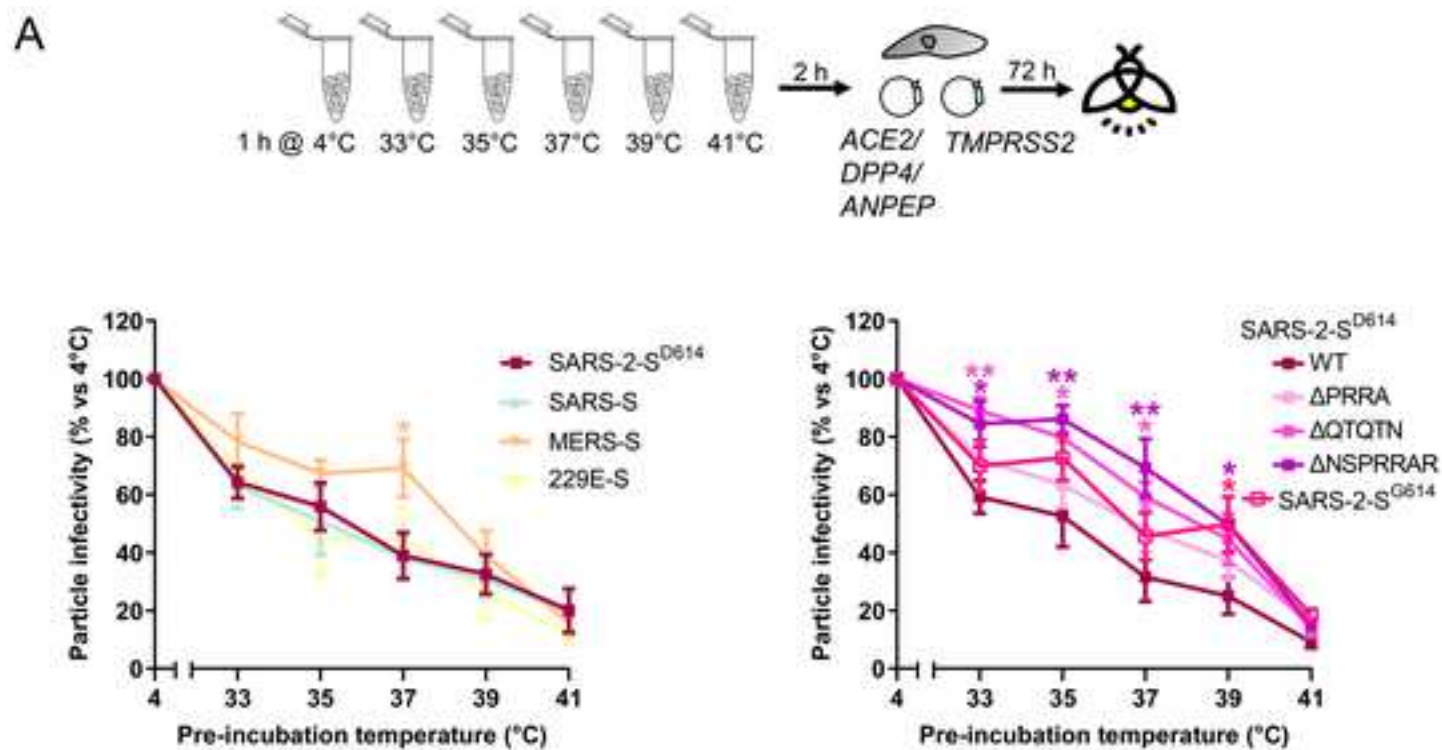 A
2 h
72 h
1 h @ 4°C 33°C 35°C 37°C 39°C 41°C
ACE2/ TMPRSS2
DPP4/
ANPEP
Particle infectivity (% vs 4°C)
120
100
80
60
40
20
0
4 33 35 37 39 41
Pre-incubation temperature (°C)
*
SARS-2-S^D614
SARS-S
MERS-S
229E-S
Particle infectivity (% vs 4°C)
120
100
80
60
40
20
0
4 33 35 37 39 41
Pre-incubation temperature (°C)
** ** ** *
* * * *
SARS-2-S^D614
WT
ΔPRRA
ΔQTQTN
ΔNSPRRAR
SARS-2-S^G614